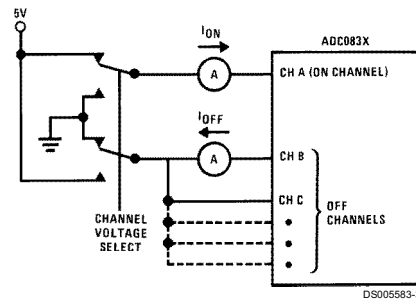 5V
ION
ADC083X
A
CH A (ON CHANNEL)
IOFF
A
CH B
CH C
OFF
CHANNELS
CHANNEL
VOLTAGE
SELECT
DS005583-